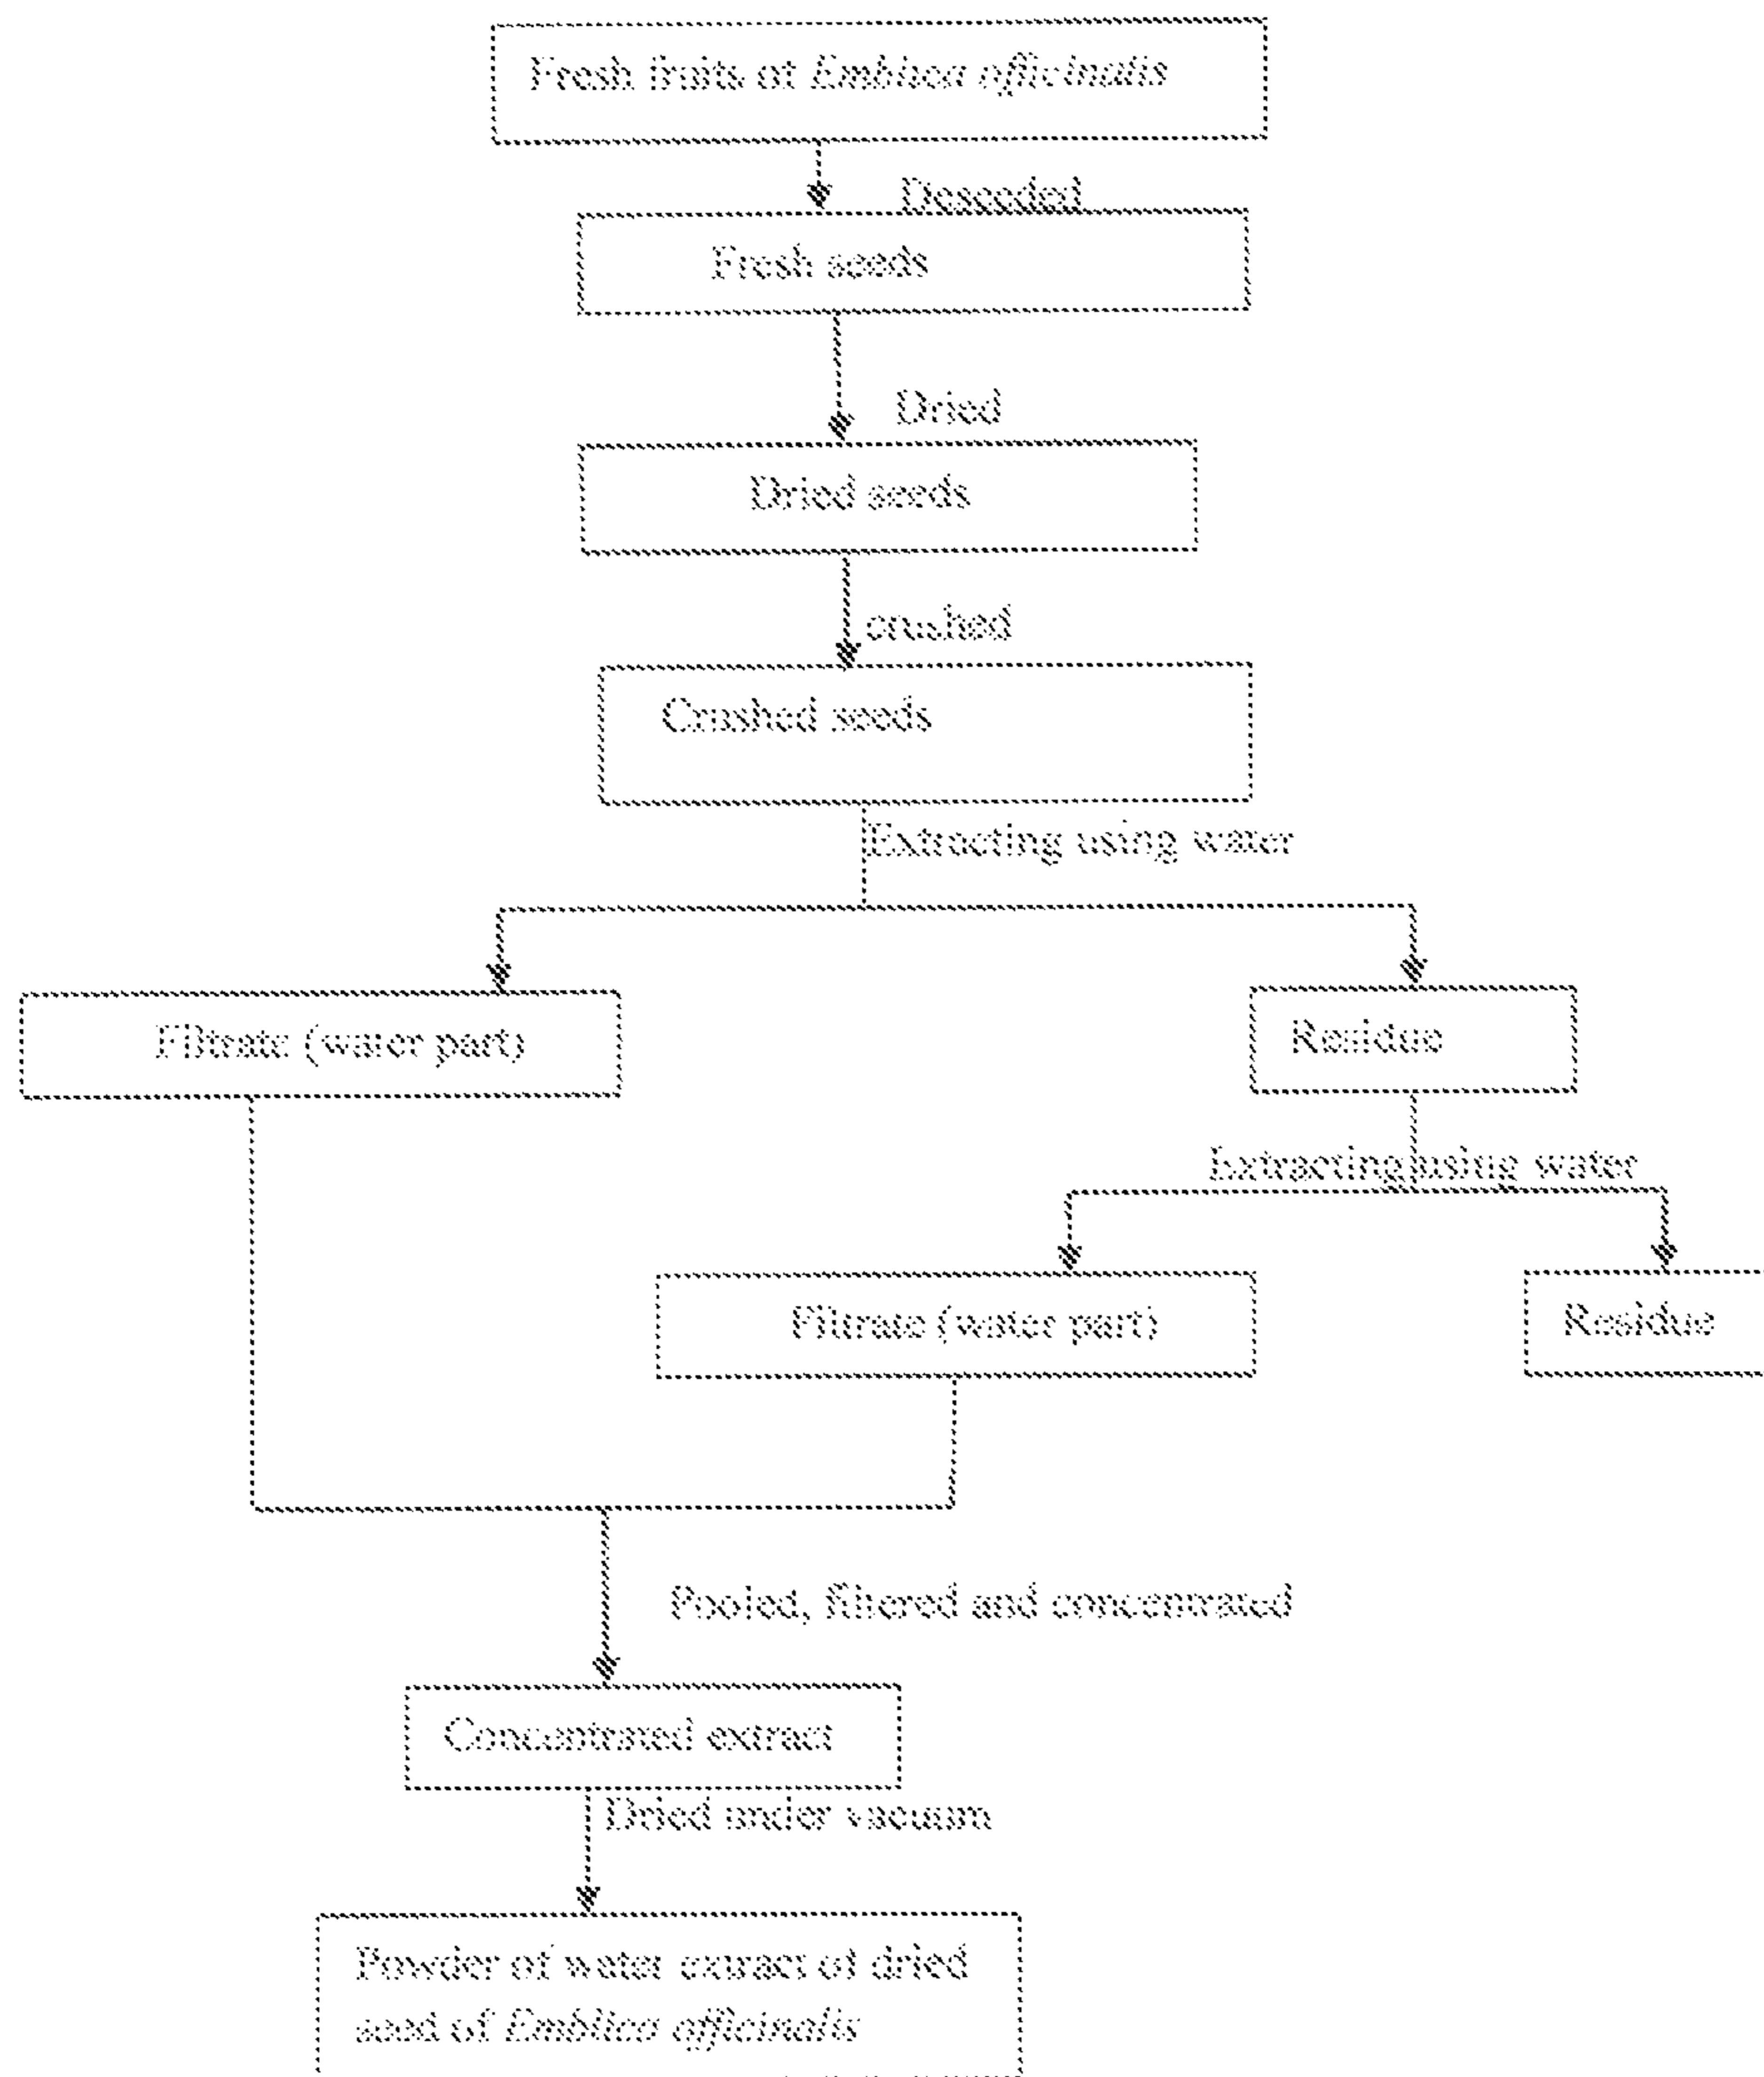 Fresh fruits of Emblica officinalis
Deseeded
Fresh seeds
Dried
Dried seeds
crushed
Crushed seeds
Extracting using water
Filtrate (water part)
Residue
Extracting using water
Filtrate (water part)
Residue
Pooled, filtered and concentrated
Concentrated extract
Dried under vacuum
Powder of water extract of dried
seed of Emblica officinalis